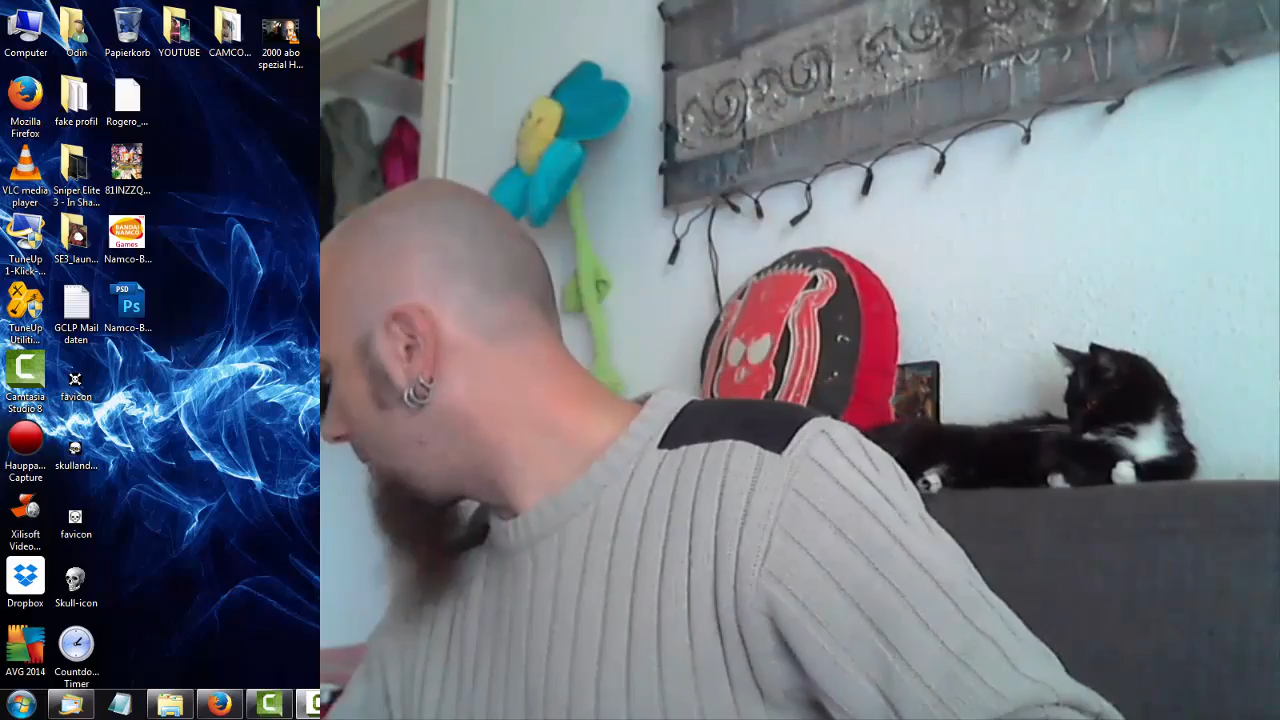 Computer
Odin
Papierkorb
YOUTUBE
CAMCO...
2000 abo
spezial H...
Mozilla
Firefox
fake profil
Rogero_...
VLC media
player
Sniper Elite
3 - In Sha...
81INZZQ...
TuneUp
1-Klick-...
SE3_laun...
BANDAI
NAMCO
Games
Namco-B...
TuneUp
Utiliti...
GCLP Mail
daten
PSD
Ps
Namco-B...
Camtasia
Studio 8
favicon
Hauppa...
Capture
skulland...
Xilisoft
Video...
favicon
Dropbox
Skull-icon
AVG 2014
Countdo...
Timer